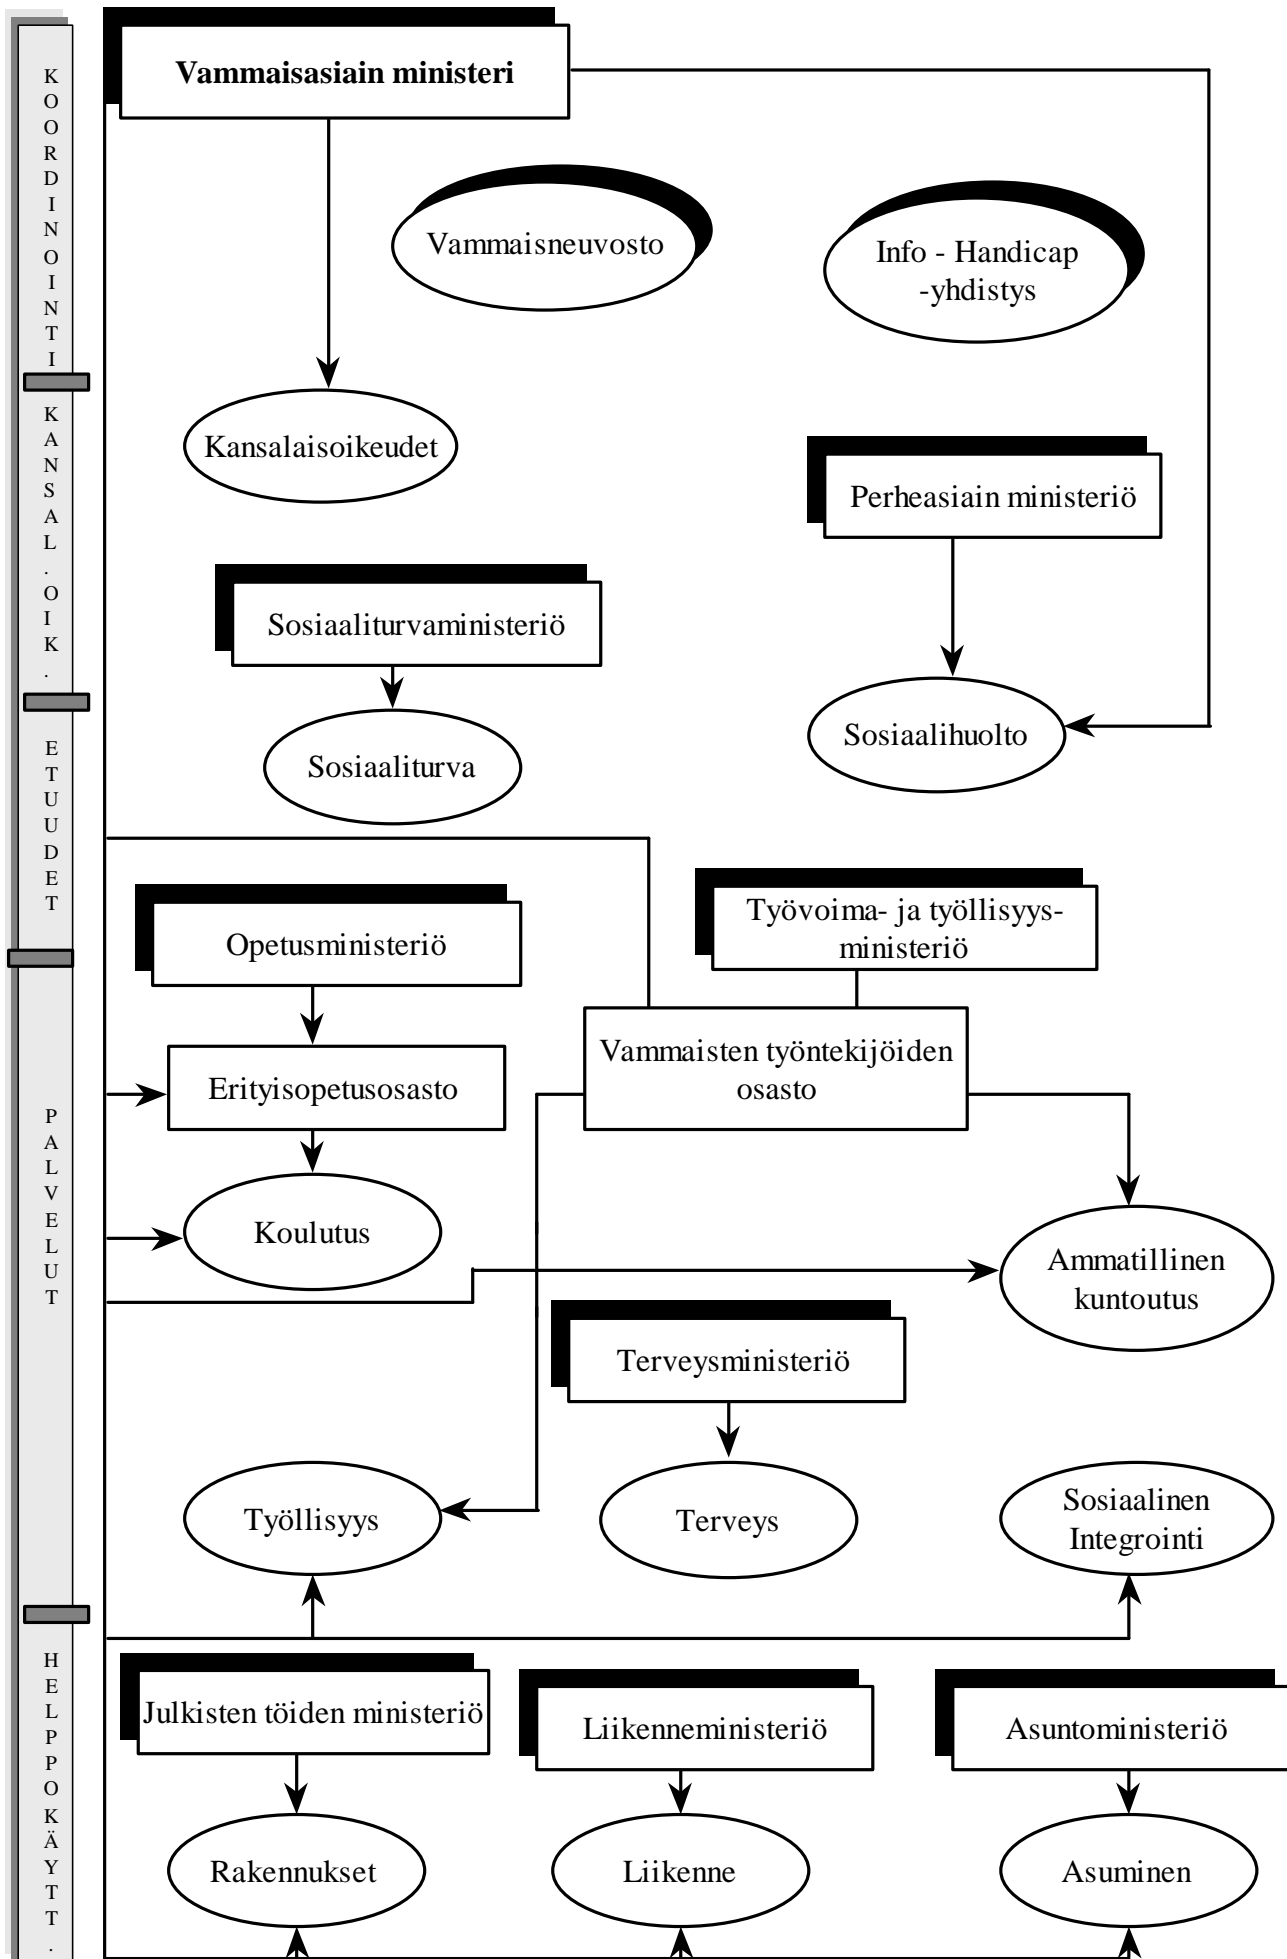 KOORDINOINTI
KANSAL.OIK.
ETUUDET
PALVELUT
HELPPOKÄYTT.
Vammaisasiain ministeri
Vammaisneuvosto
Info - Handicap
-yhdistys
Kansalaisoikeudet
Perheasiain ministeriö
Sosiaaliturvaministeriö
Sosiaalihuolto
Sosiaaliturva
Opetusministeriö
Työvoima- ja työllisyys-
ministeriö
Vammaisten työntekijöiden
osasto
Erityisopetusosasto
Koulutus
Ammatillinen
kuntoutus
Terveysministeriö
Työllisyys
Terveys
Sosiaalinen
Integrointi
Julkisten töiden ministeriö
Liikenneministeriö
Asuntoministeriö
Rakennukset
Liikenne
Asuminen